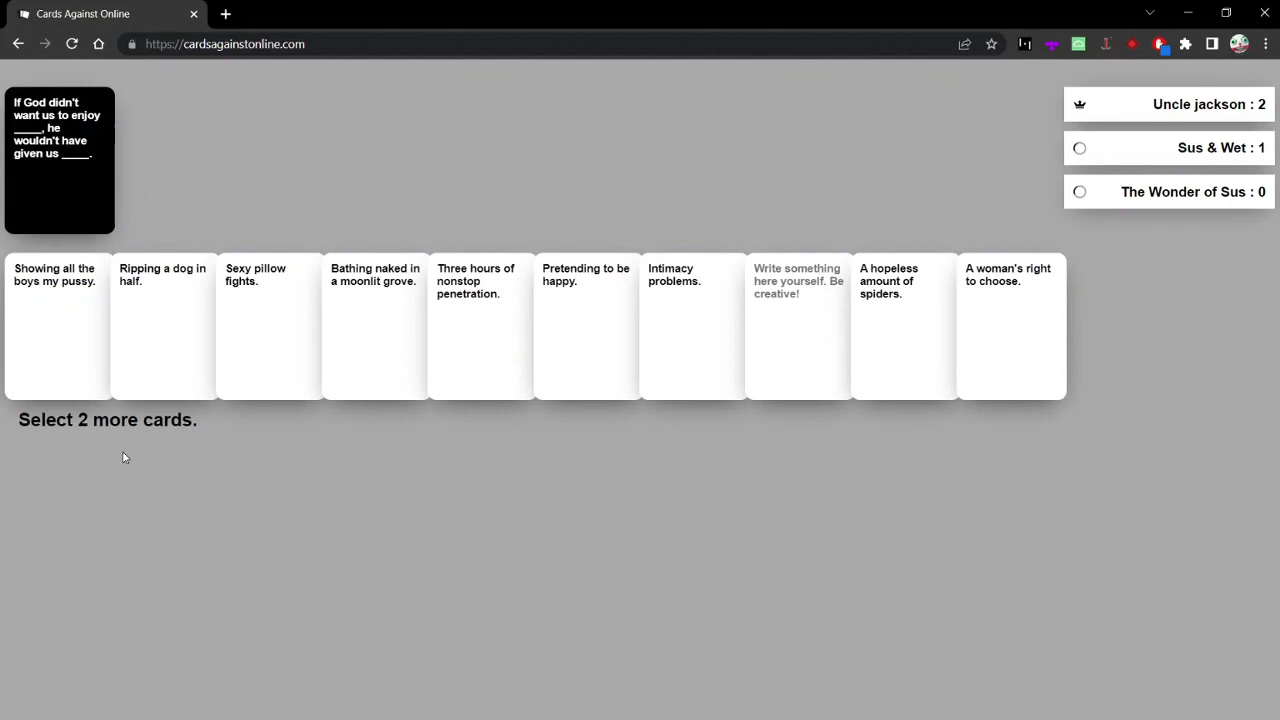 Cards Against Online
https://cardsagainstonline.com
If God didn't
want us to enjoy
_____, he
wouldn't have
given us _____.
Uncle jackson : 2
Sus & Wet : 1
The Wonder of Sus : 0
Showing all the
boys my pussy.
Ripping a dog in
half.
Sexy pillow
fights.
Bathing naked in
a moonlit grove.
Three hours of
nonstop
penetration.
Pretending to be
happy.
Intimacy
problems.
Write something
here yourself. Be
creative!
A hopeless
amount of
spiders.
A woman's right
to choose.
Select 2 more cards.